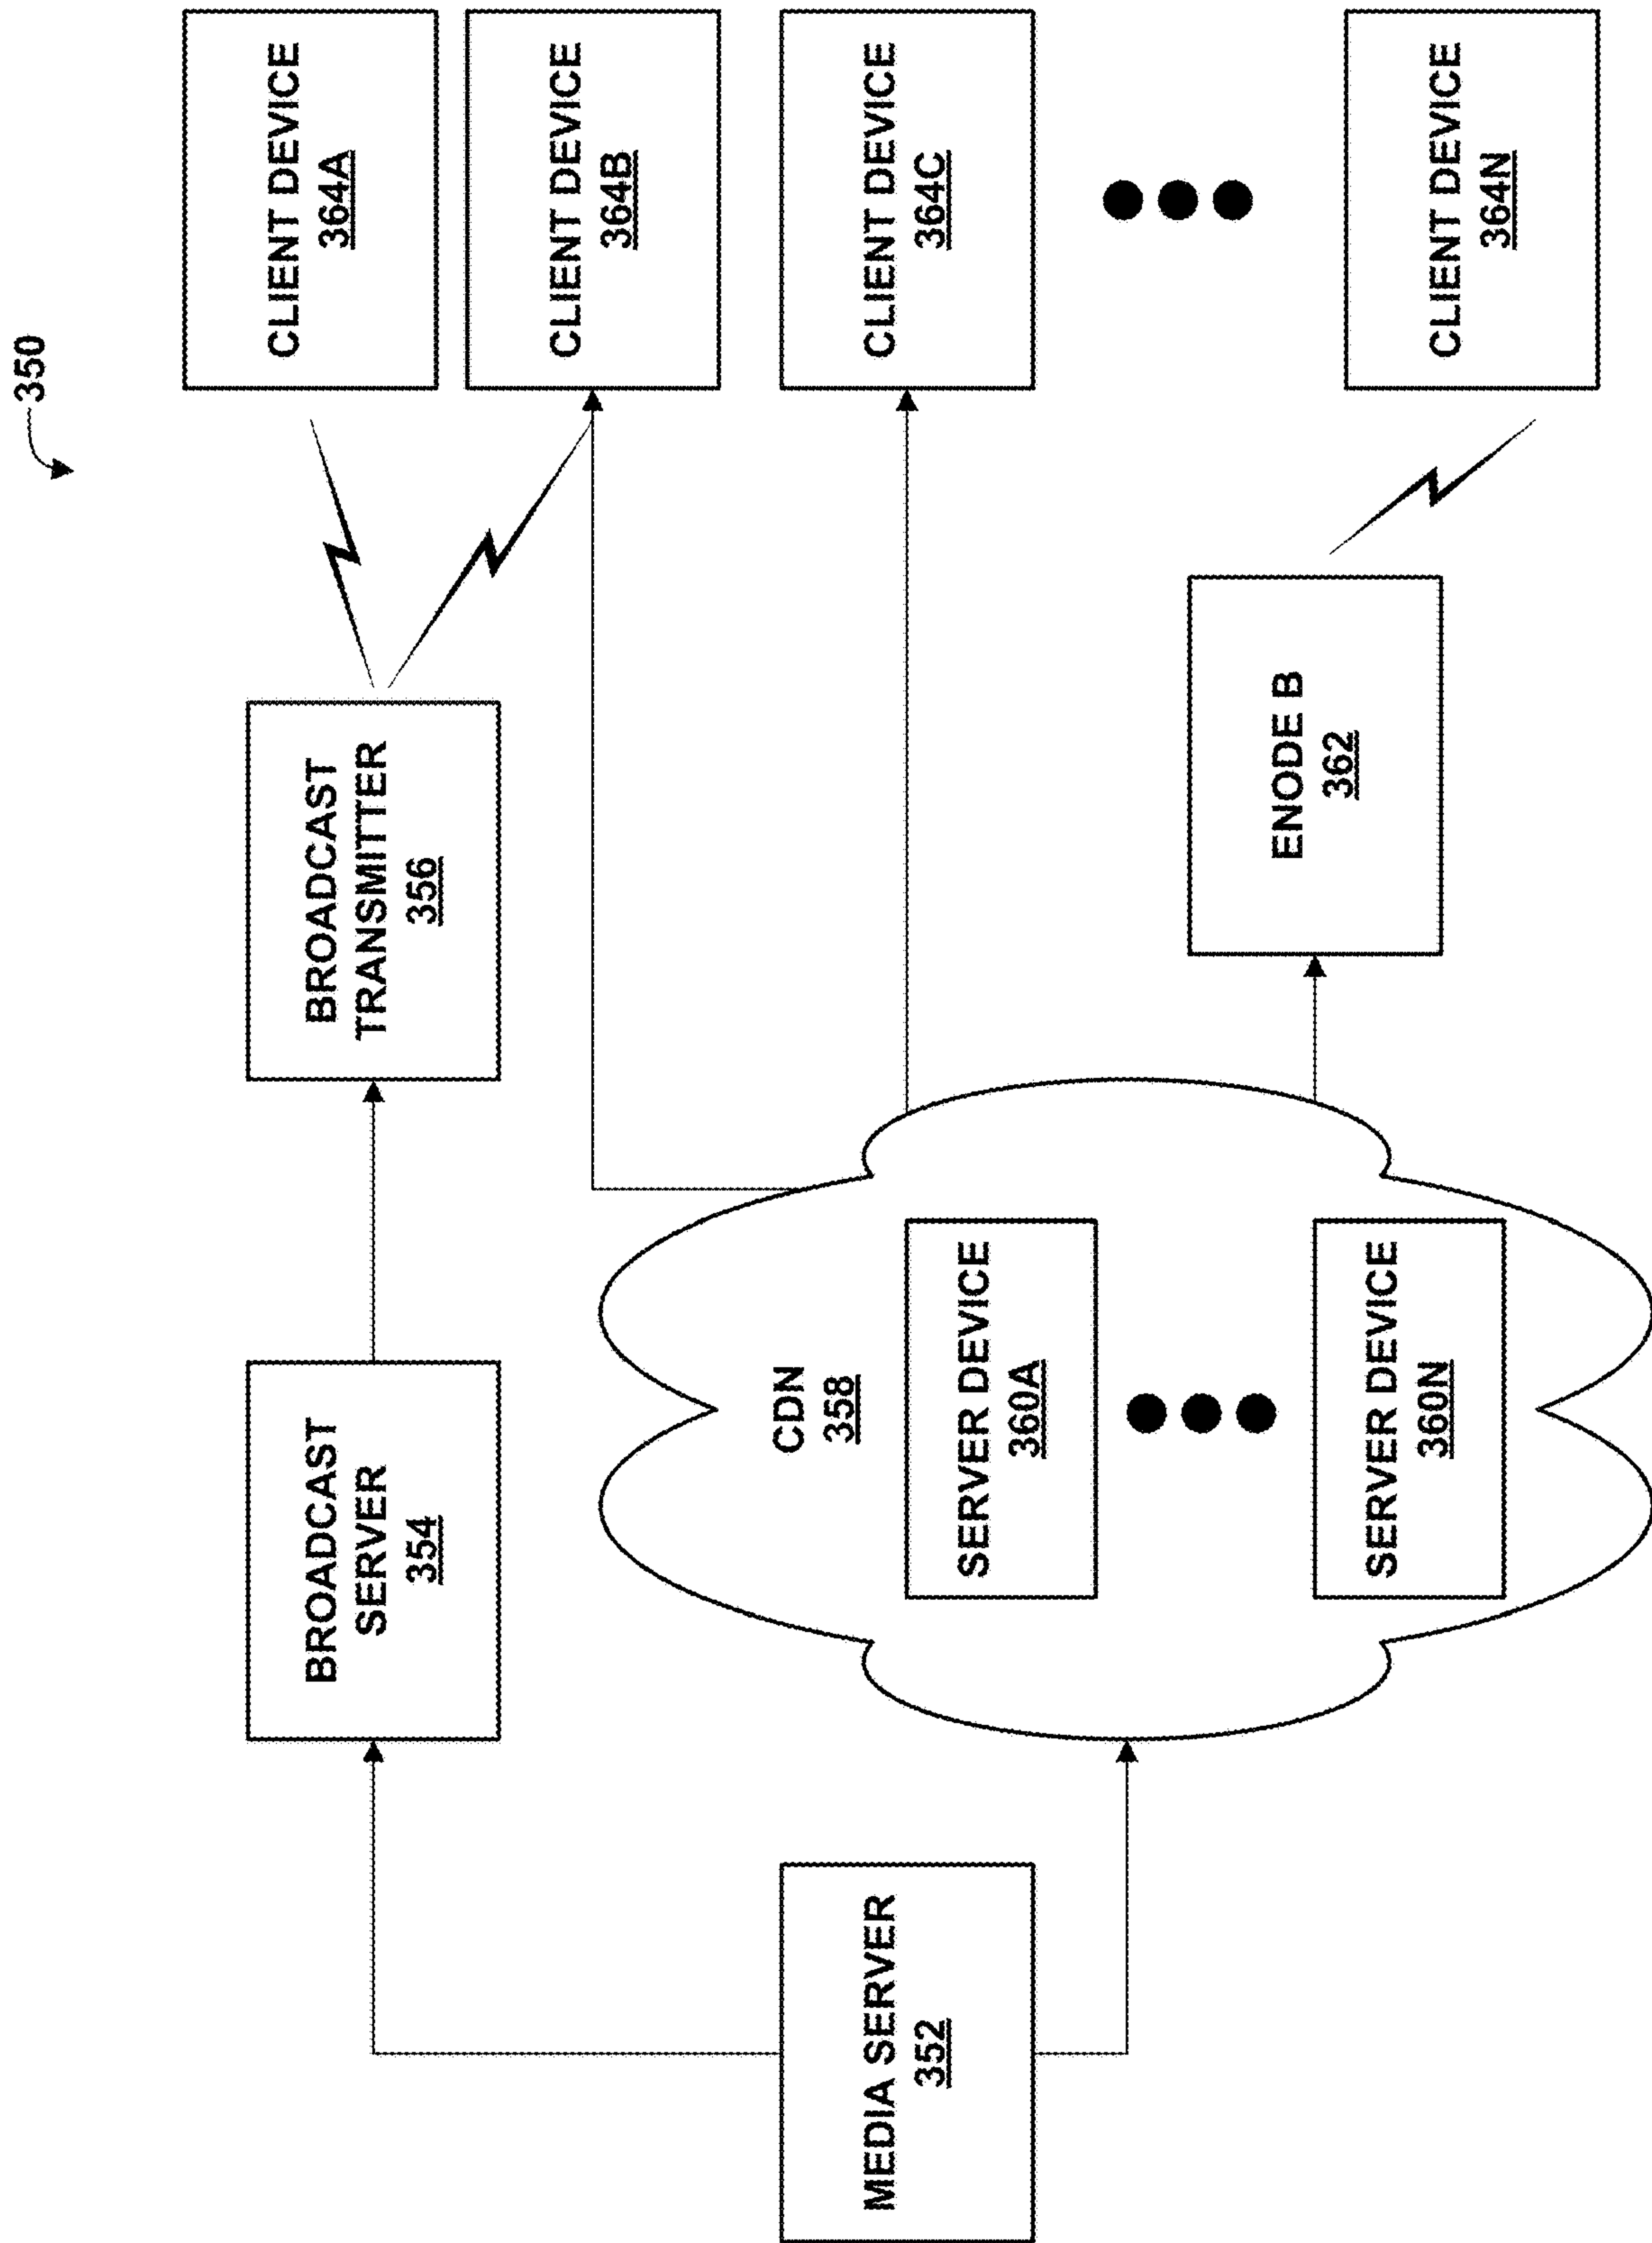 350
CLIENT DEVICE
364A
CLIENT DEVICE
364B
CLIENT DEVICE
364C
CLIENT DEVICE
364N
BROADCAST
TRANSMITTER
356
ENODE B
362
BROADCAST
SERVER
354
CDN
358
SERVER DEVICE
360A
SERVER DEVICE
360N
MEDIA SERVER
352